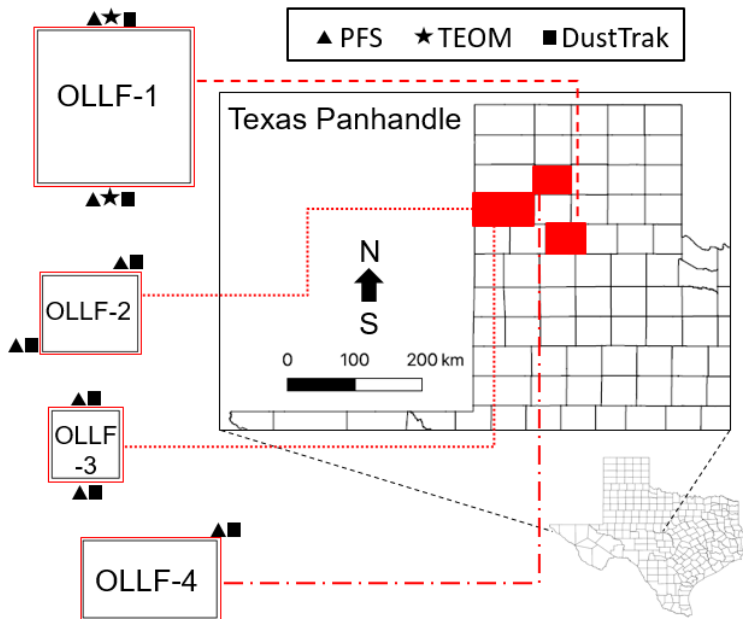 ▲ PFS ★ TEOM ■ DustTrak
OLLF-1
Texas Panhandle
N
S
0 100 200 km
OLLF-2
OLLF
-3
OLLF-4